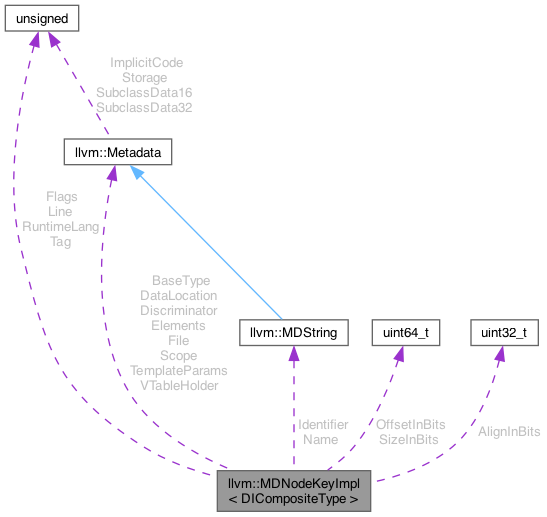 unsigned
ImplicitCode
Storage
SubclassData16
SubclassData32
llvm::Metadata
Flags
Line
RuntimeLang
Tag
BaseType
DataLocation
Discriminator
Elements
File
Scope
TemplateParams
VTableHolder
llvm::MDString
uint64_t
uint32_t
Identifier
Name
OffsetInBits
SizeInBits
AlignInBits
llvm::MDNodeKeyImpl
< DICompositeType >